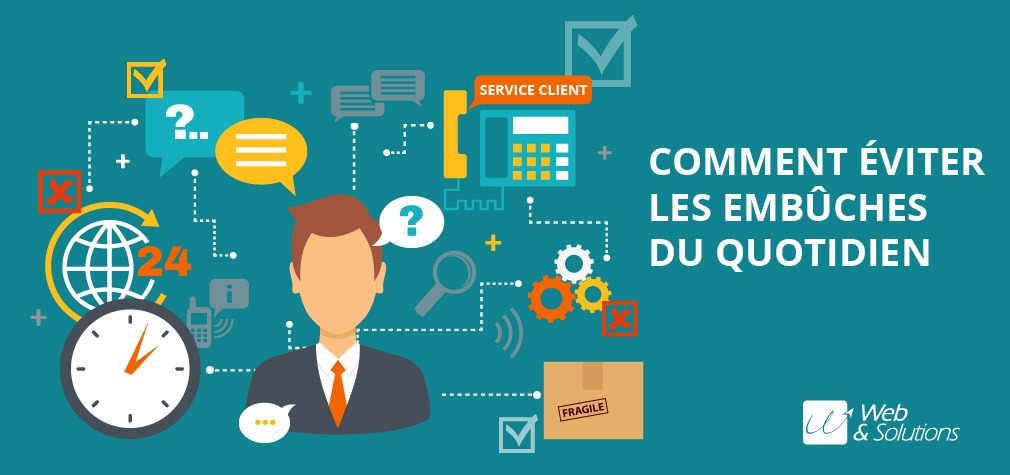 ?...
SERVICE CLIENT
?
24
i
FRAGILE
...
COMMENT ÉVITER
LES EMBÛCHES
DU QUOTIDIEN
Web
& Solutions